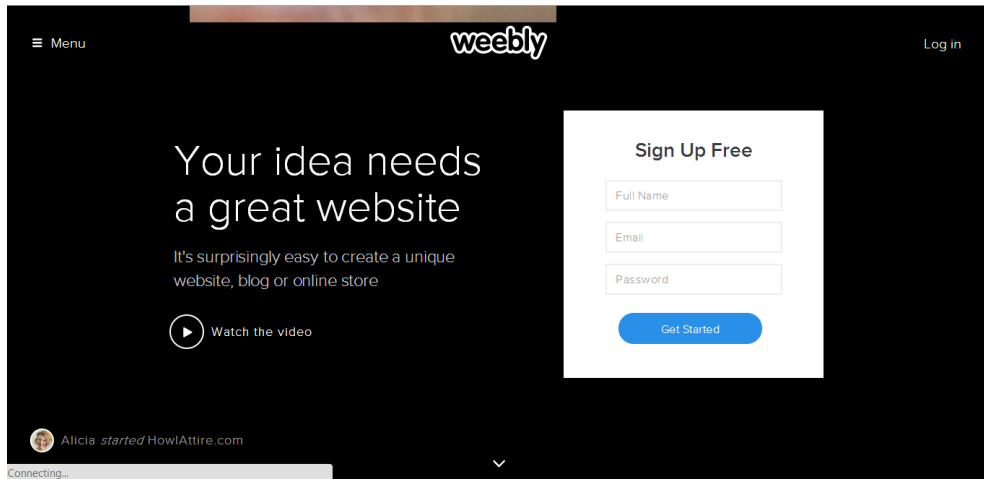 Menu
weebly
Log in
Your idea needs
a great website
It's surprisingly easy to create a unique
website, blog or online store
Watch the video
Sign Up Free
Full Name
Email
Password
Get Started
Alicia started HowlAttire.com
Connecting...